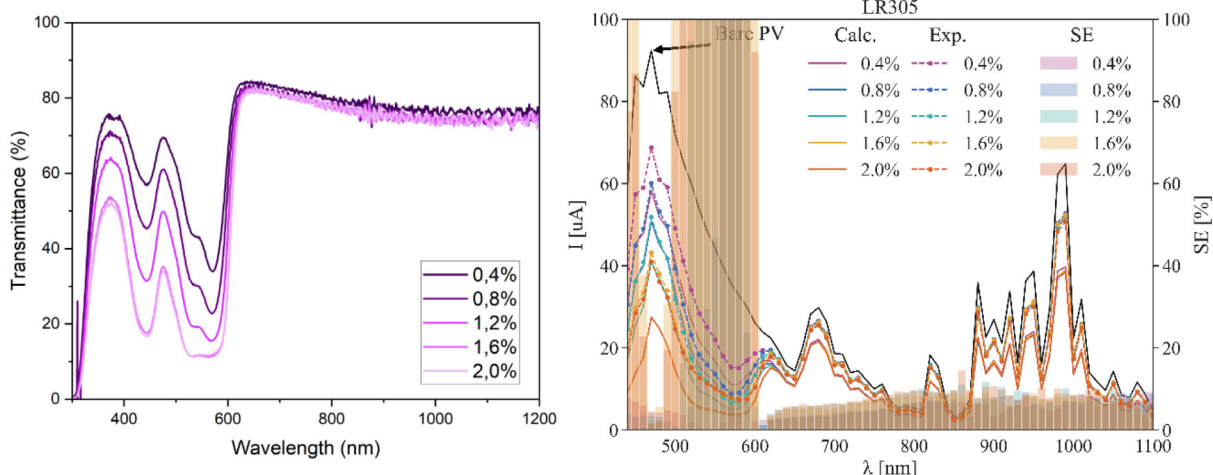 100
80
60
40
20
0
Transmittance (%)
0,4%
0,8%
1,2%
1,6%
2,0%
400 600 800 1000 1200
Wavelength (nm)
LR305
100
80
60
40
20
0
I [uA]
Bare PV
Calc. Exp. SE
0.4% 0.4% 0.4%
0.8% 0.8% 0.8%
1.2% 1.2% 1.2%
1.6% 1.6% 1.6%
2.0% 2.0% 2.0%
100
80
60
40
20
0
SE [%]
500 600 700 800 900 1000 1100
λ [nm]